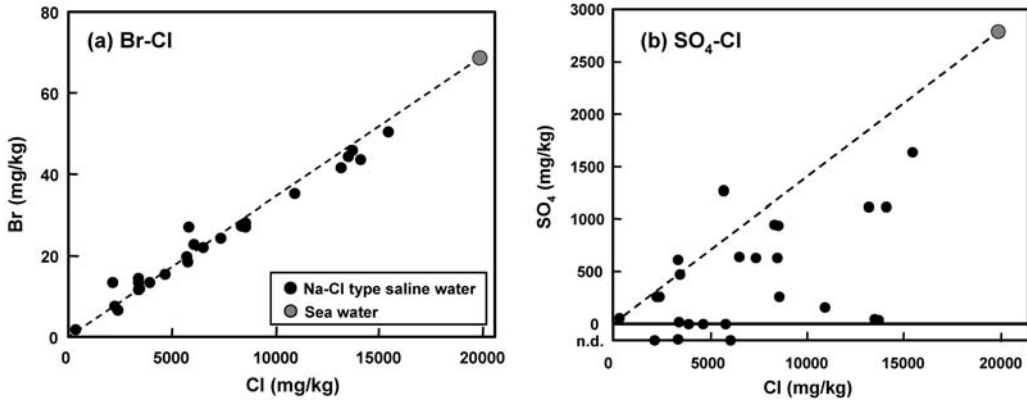 (a) Br-Cl
80
60
40
20
0
Br (mg/kg)
0 5000 10000 15000 20000
Cl (mg/kg)
Na-Cl type saline water
Sea water
(b) SO₄-Cl
3000
2500
2000
1500
1000
500
0
n.d.
SO₄ (mg/kg)
0 5000 10000 15000 20000
Cl (mg/kg)